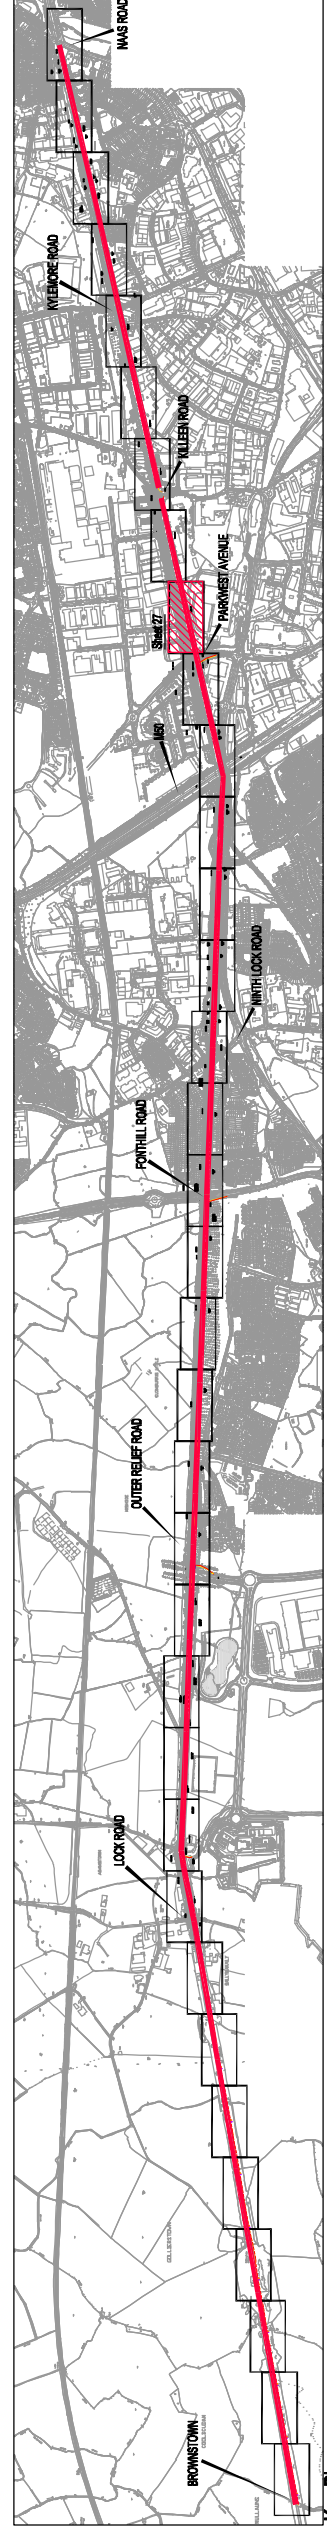 NAAS ROAD
KYLEMORE ROAD
KILLEEN ROAD
Sheet 27
PARKWEST AVENUE
M50
NINTH LOCK ROAD
FONTHILL ROAD
OUTER RELIEF ROAD
LOCK ROAD
BROWNSTOWN